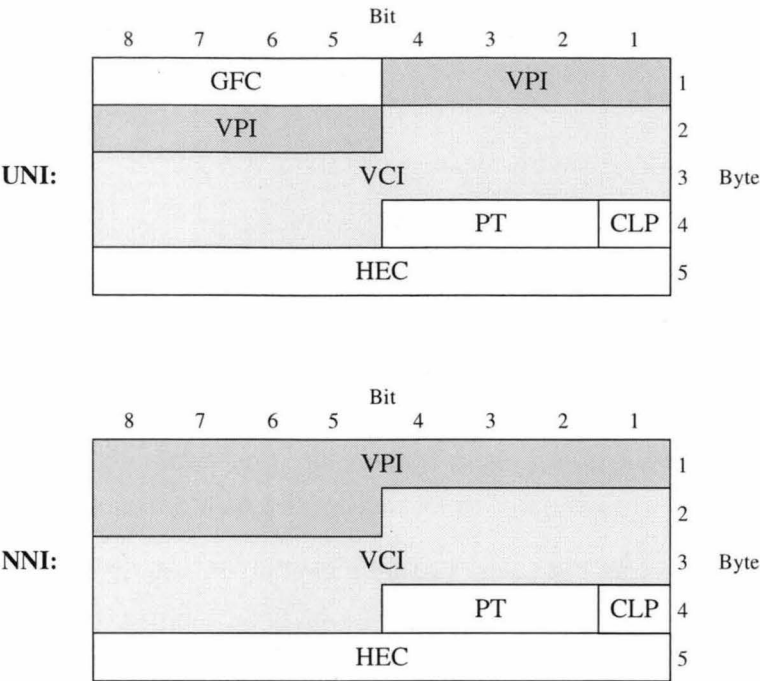 Bit
8 7 6 5 4 3 2 1
GFC VPI 1
VPI 2
UNI: VCI 3 Byte
PT CLP 4
HEC 5
Bit
8 7 6 5 4 3 2 1
VPI 1
2
NNI: VCI 3 Byte
PT CLP 4
HEC 5